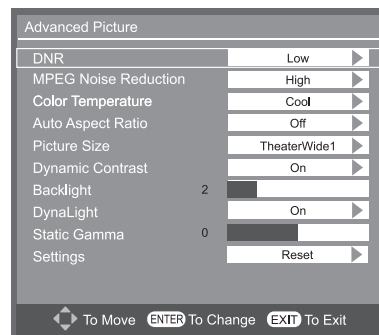 Advanced Picture
DNR Low
MPEG Noise Reduction High
Color Temperature Cool
Auto Aspect Ratio Off
Picture Size TheaterWide1
Dynamic Contrast On
Backlight 2
DynaLight On
Static Gamma 0
Settings Reset
To Move ENTER To Change EXIT To Exit